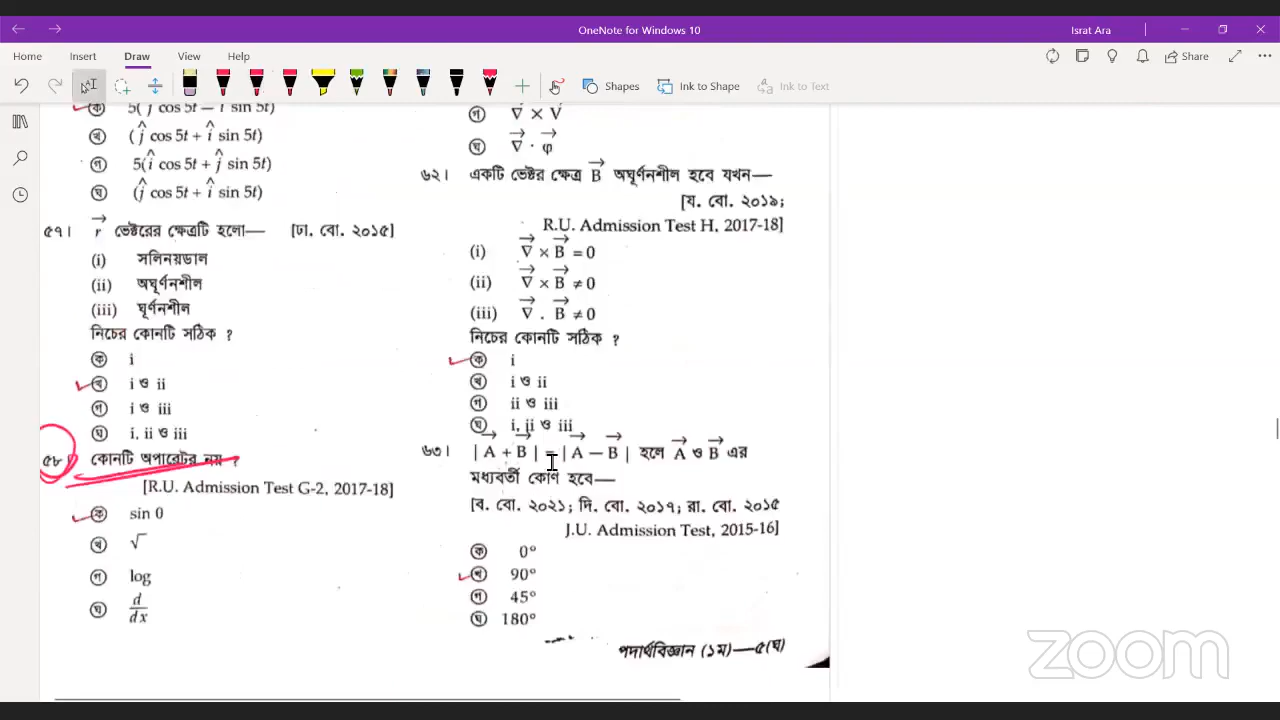 OneNote for Windows 10
Israt Ara
Home Insert Draw View Help
Share
Shapes
Ink to Shape
Ink to Text
ⓚ 5(ĵ cos 5t – î sin 5t)
খ (ĵ cos 5t + î sin 5t)
গ 5(î cos 5t + ĵ sin 5t)
ঘ (ĵ cos 5t + î sin 5t)
৫৭। r⃗ ভেক্টরের ক্ষেত্রটি হলো— [ঢা. বো. ২০১৫]
(i) সলিনয়ডাল
(ii) অঘূর্ণনশীল
(iii) ঘূর্ণনশীল
নিচের কোনটি সঠিক ?
ক i
খ i ও ii
গ i ও iii
ঘ i, ii ও iii
৫৮। কোনটি অপারেটর নয় ?
[R.U. Admission Test G-2, 2017-18]
ক sin θ
খ √
গ log
ঘ d/dx
গ ∇⃗ × V⃗
ঘ ∇⃗ · φ⃗
৬২। একটি ভেক্টর ক্ষেত্র B⃗ অঘূর্ণনশীল হবে যখন—
[য. বো. ২০১৯;
R.U. Admission Test H, 2017-18]
(i) ∇⃗ × B⃗ = 0
(ii) ∇⃗ × B⃗ ≠ 0
(iii) ∇⃗ . B⃗ ≠ 0
নিচের কোনটি সঠিক ?
ক i
খ i ও ii
গ ii ও iii
ঘ i, ii ও iii
৬৩। | A⃗ + B⃗ | = | A⃗ – B⃗ | হলে A⃗ ও B⃗ এর
মধ্যবর্তী কোণ হবে—
[ব. বো. ২০২১; দি. বো. ২০১৭; রা. বো. ২০১৫
J.U. Admission Test, 2015-16]
ক 0°
খ 90°
গ 45°
ঘ 180°
পদার্থবিজ্ঞান (১ম)—৫(ঘ)
zoom